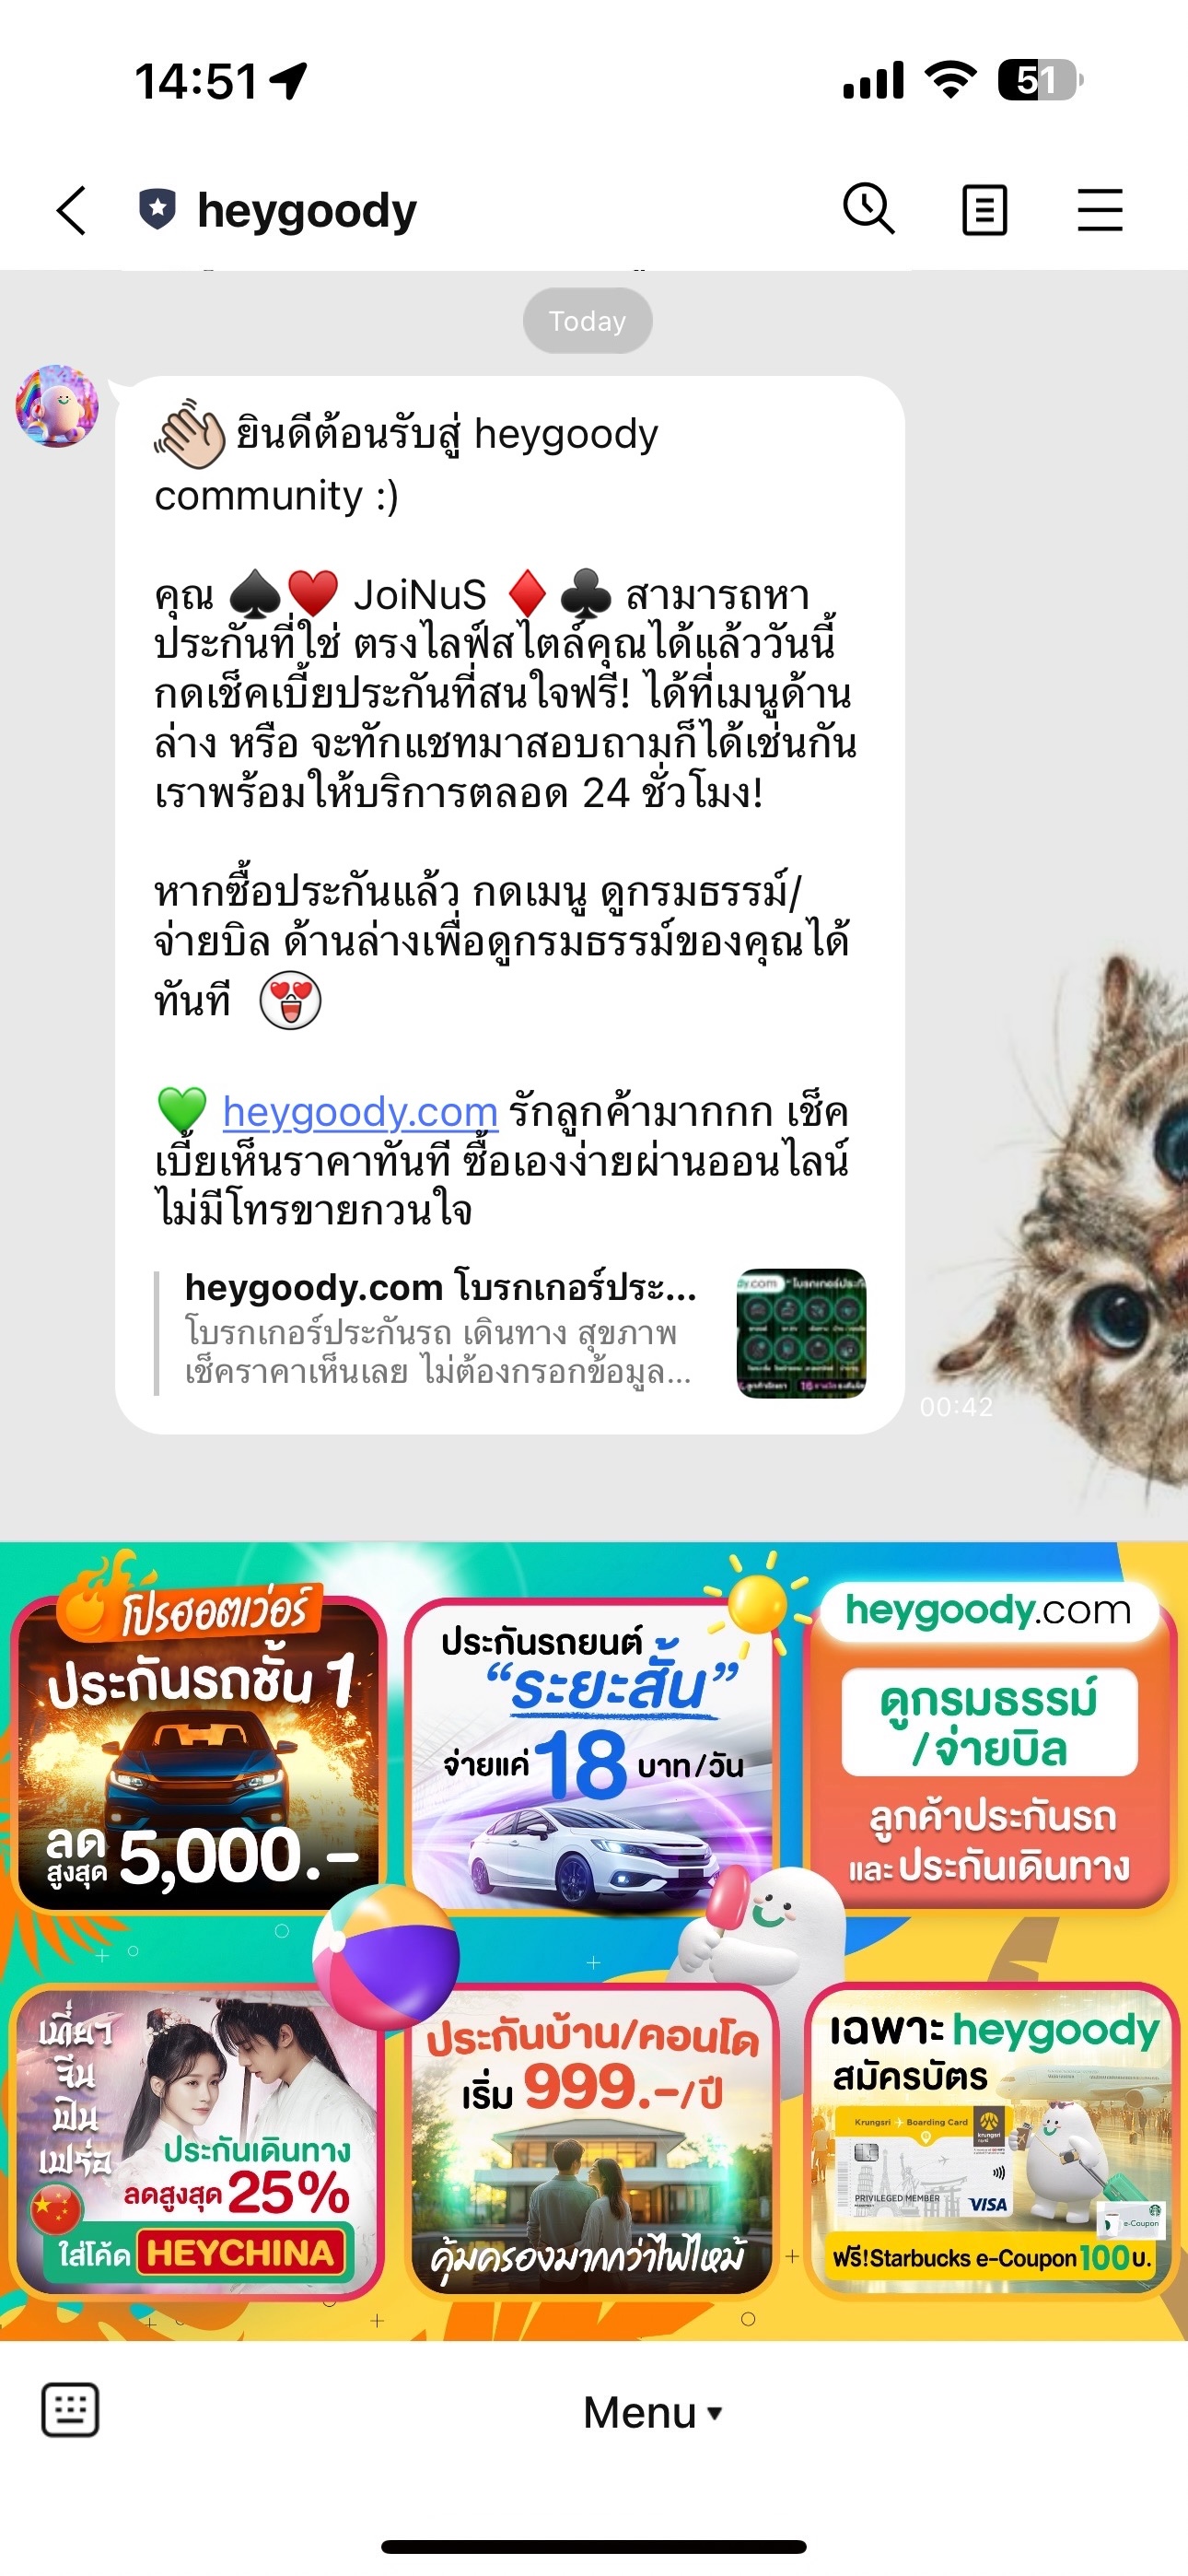 14:51
51
heygoody
Today
👋 ยินดีต้อนรับสู่ heygoody
community :)
คุณ ♠️♥️ JoiNuS ♦️♣️ สามารถหา
ประกันที่ใช่ ตรงไลฟ์สไตล์คุณได้แล้ววันนี้
กดเช็คเบี้ยประกันที่สนใจฟรี! ได้ที่เมนูด้าน
ล่าง หรือ จะทักแชทมาสอบถามก็ได้เช่นกัน
เราพร้อมให้บริการตลอด 24 ชั่วโมง!
หากซื้อประกันแล้ว กดเมนู ดูกรมธรรม์/
จ่ายบิล ด้านล่างเพื่อดูกรมธรรม์ของคุณได้
ทันที
💚 heygoody.com รักลูกค้ามากกก เช็ค
เบี้ยเห็นราคาทันที ซื้อเองง่ายผ่านออนไลน์
ไม่มีโทรขายกวนใจ
heygoody.com โบรกเกอร์ประ...
โบรกเกอร์ประกันรถ เดินทาง สุขภาพ
เช็คราคาเห็นเลย ไม่ต้องกรอกข้อมูล...
00:42
โปรฮอตเว่อร์
ประกันรถชั้น 1
ลด
สูงสุด 5,000.-
ประกันรถยนต์
“ระยะสั้น”
จ่ายแค่ 18 บาท/วัน
heygoody.com
ดูกรมธรรม์
/จ่ายบิล
ลูกค้าประกันรถ
และประกันเดินทาง
เที่ยว
จีน
ฟิน
เฟร่อ
ประกันเดินทาง
ลดสูงสุด 25%
ใส่โค้ด HEYCHINA
ประกันบ้าน/คอนโด
เริ่ม 999.-/ปี
คุ้มครองมากกว่าไฟไหม้
เฉพาะ heygoody
สมัครบัตร
Krungsri Boarding Card
krungsri
PRIVILEGED MEMBER
VISA
e-Coupon
ฟรี!Starbucks e-Coupon 100บ.
Menu ▾